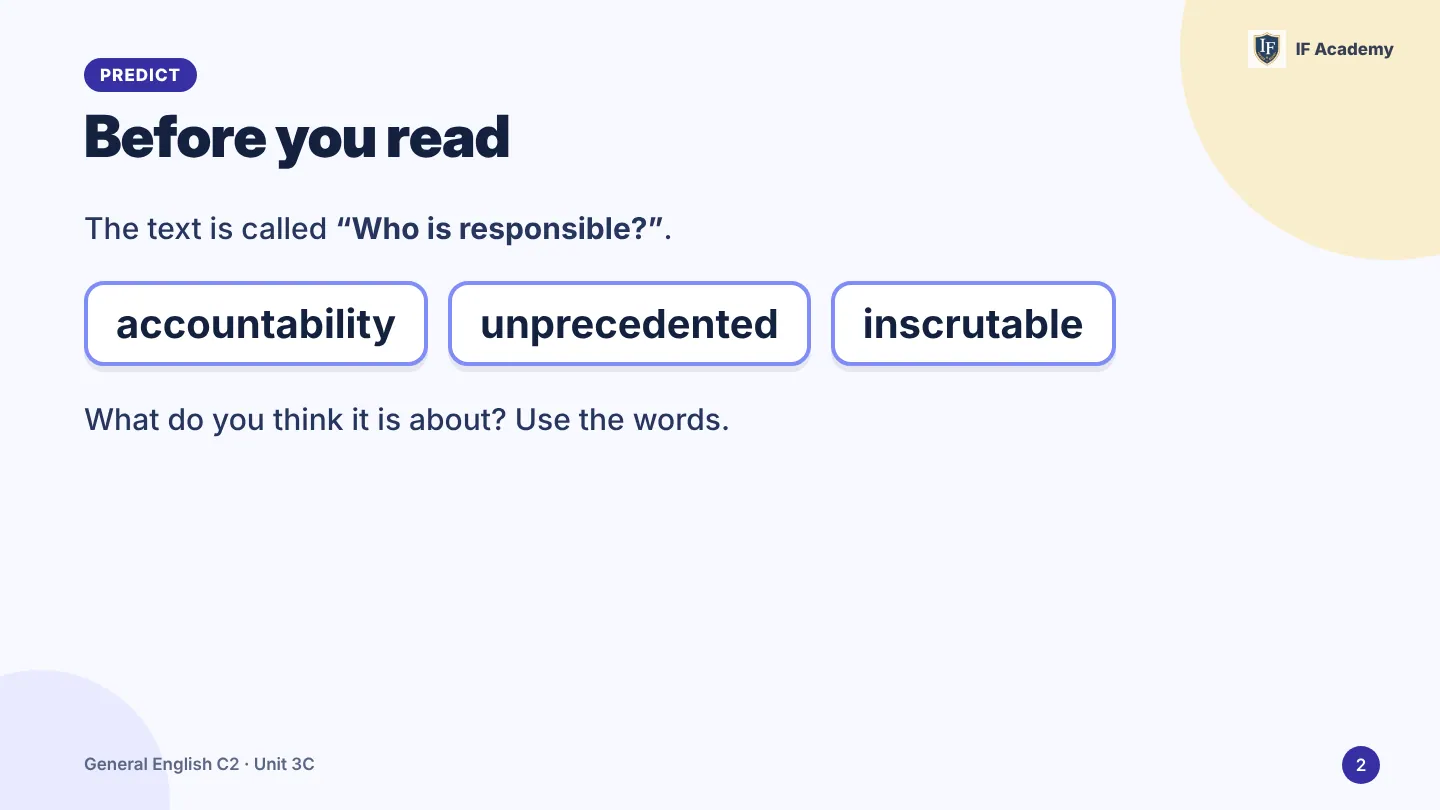 IF
IF Academy
PREDICT
Before you read
The text is called “Who is responsible?”.
accountability unprecedented inscrutable
What do you think it is about? Use the words.
General English C2 · Unit 3C
2